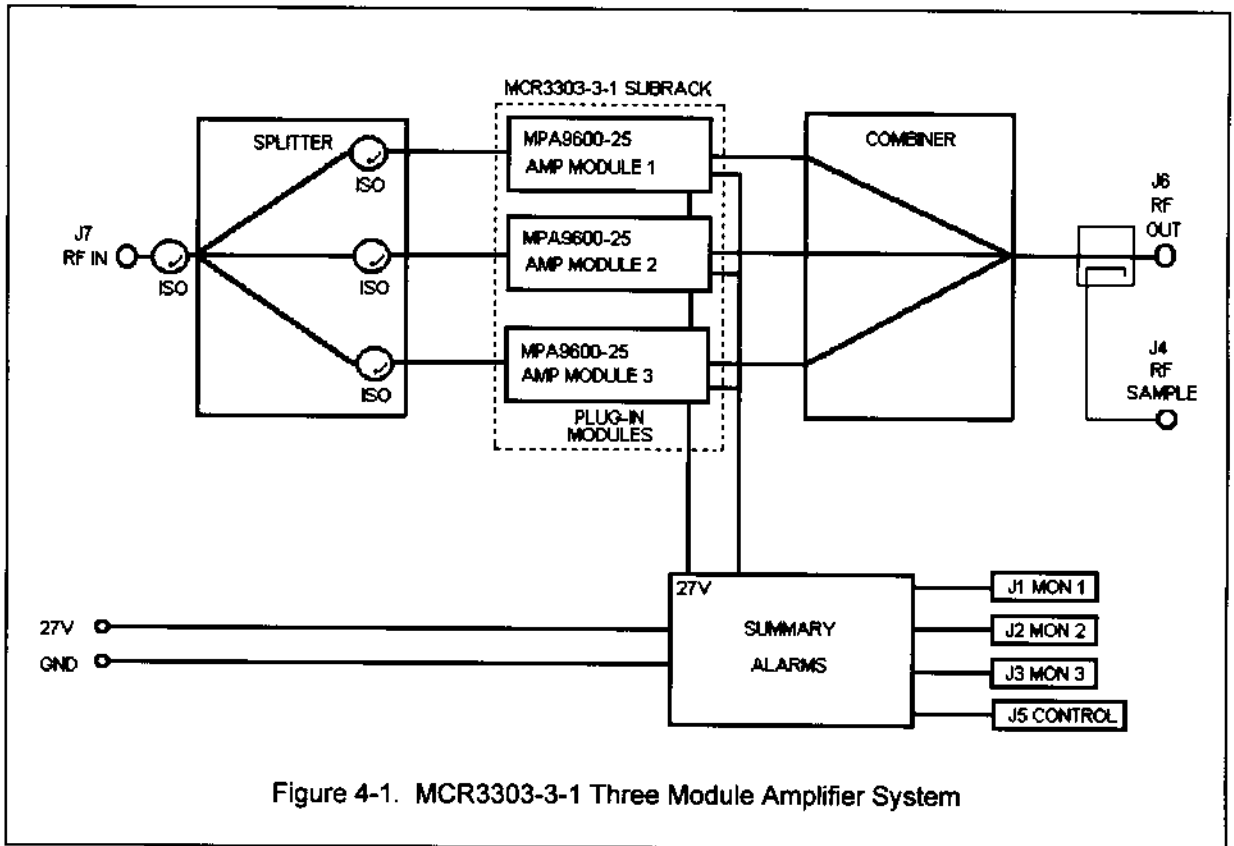 MCR3303-3-1 SUBRACK
SPLITTER
ISO
J7
RF IN
ISO
ISO
ISO
MPA9600-25
AMP MODULE 1
MPA9600-25
AMP MODULE 2
MPA9600-25
AMP MODULE 3
PLUG-IN
MODULES
COMBINER
J6
RF
OUT
J4
RF
SAMPLE
27V
GND
27V
SUMMARY
ALARMS
J1 MON 1
J2 MON 2
J3 MON 3
J5 CONTROL
Figure 4-1. MCR3303-3-1 Three Module Amplifier System